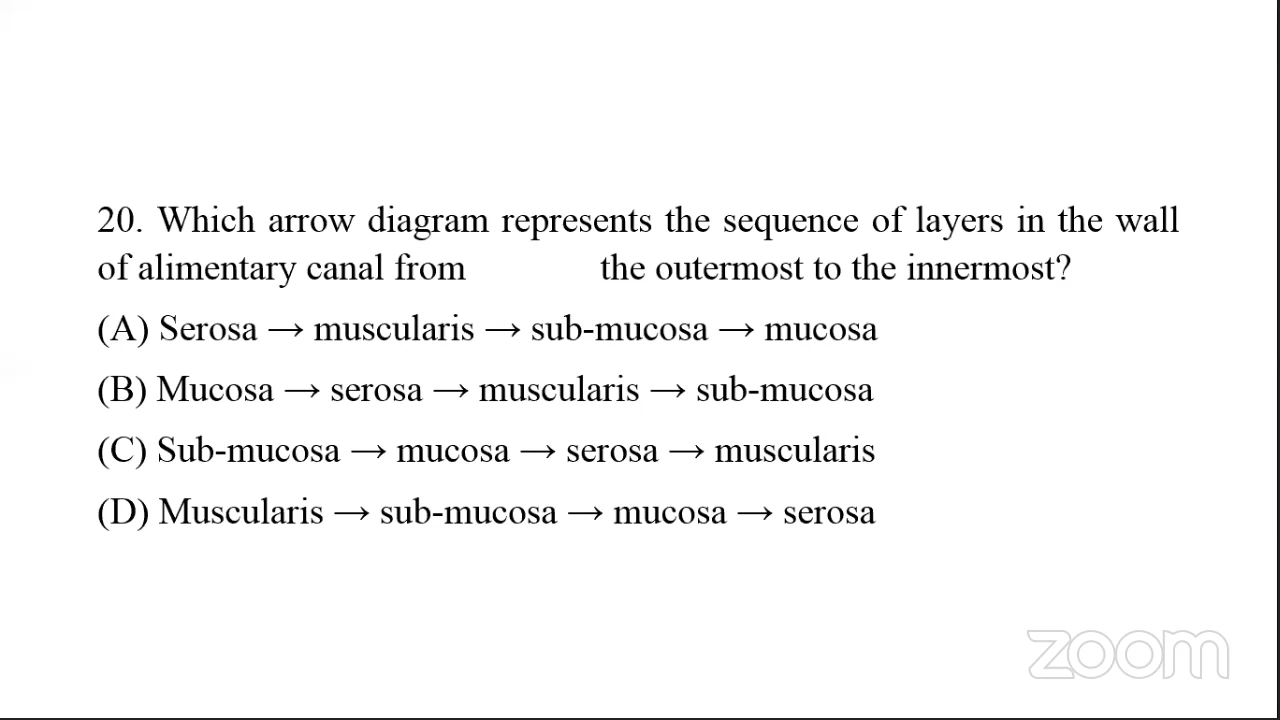 20. Which arrow diagram represents the sequence of layers in the wall
of alimentary canal from the outermost to the innermost?
(A) Serosa → muscularis → sub-mucosa → mucosa
(B) Mucosa → serosa → muscularis → sub-mucosa
(C) Sub-mucosa → mucosa → serosa → muscularis
(D) Muscularis → sub-mucosa → mucosa → serosa
zoom